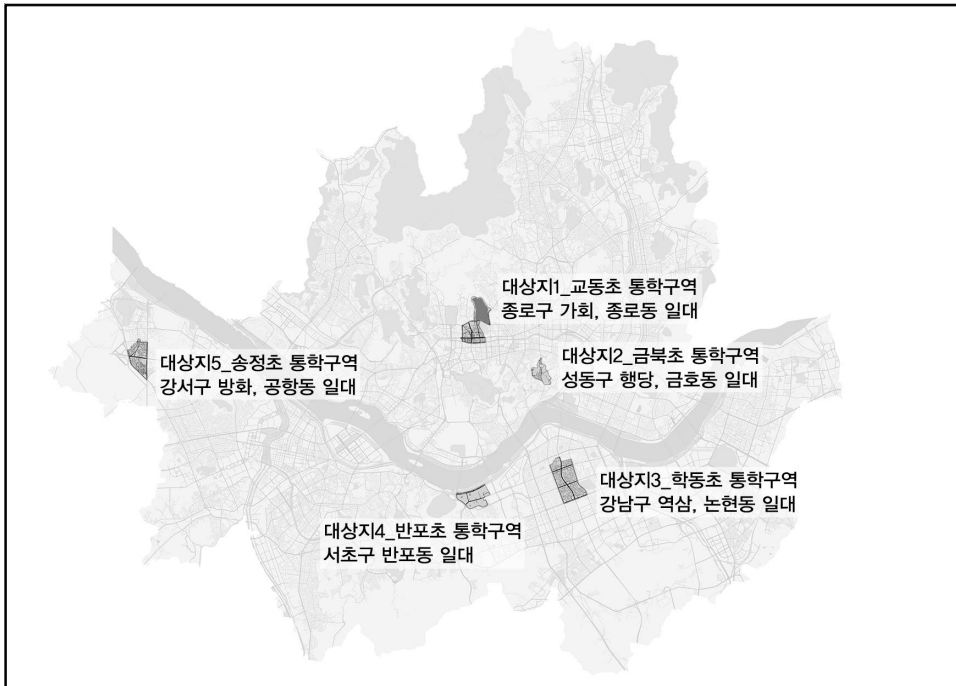 대상지1_교동초 통학구역
종로구 가회, 종로동 일대
대상지2_금북초 통학구역
성동구 행당, 금호동 일대
대상지5_송정초 통학구역
강서구 방화, 공항동 일대
대상지3_학동초 통학구역
강남구 역삼, 논현동 일대
대상지4_반포초 통학구역
서초구 반포동 일대